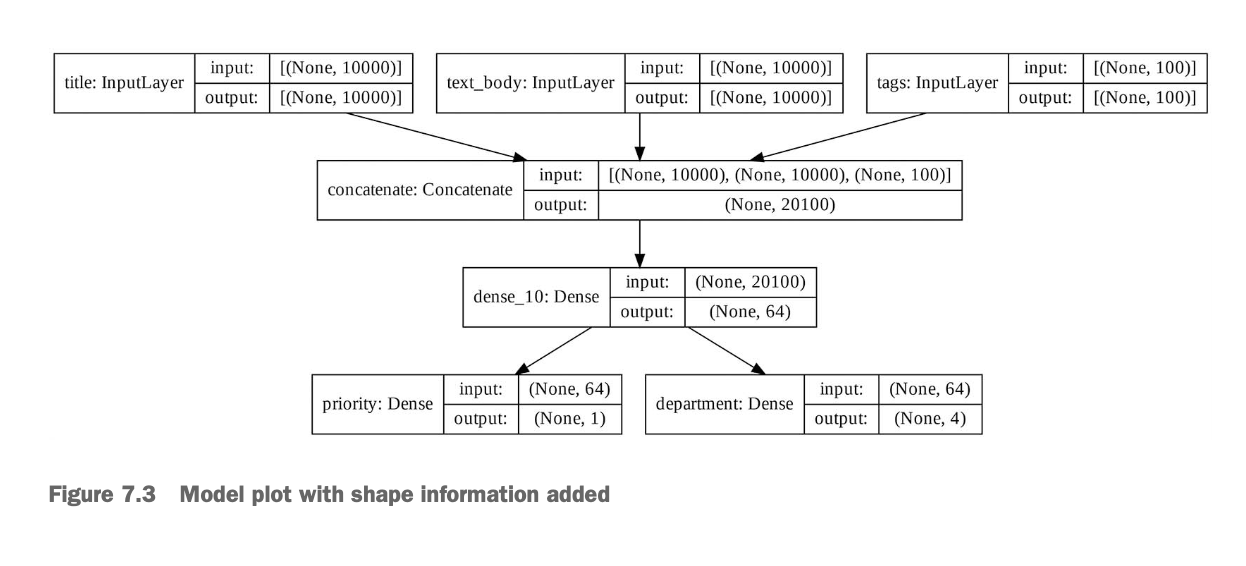 title: InputLayer input: [(None, 10000)] output: [(None, 10000)]
text_body: InputLayer input: [(None, 10000)] output: [(None, 10000)]
tags: InputLayer input: [(None, 100)] output: [(None, 100)]
concatenate: Concatenate input: [(None, 10000), (None, 10000), (None, 100)] output: (None, 20100)
dense_10: Dense input: (None, 20100) output: (None, 64)
priority: Dense input: (None, 64) output: (None, 1)
department: Dense input: (None, 64) output: (None, 4)
Figure 7.3 Model plot with shape information added